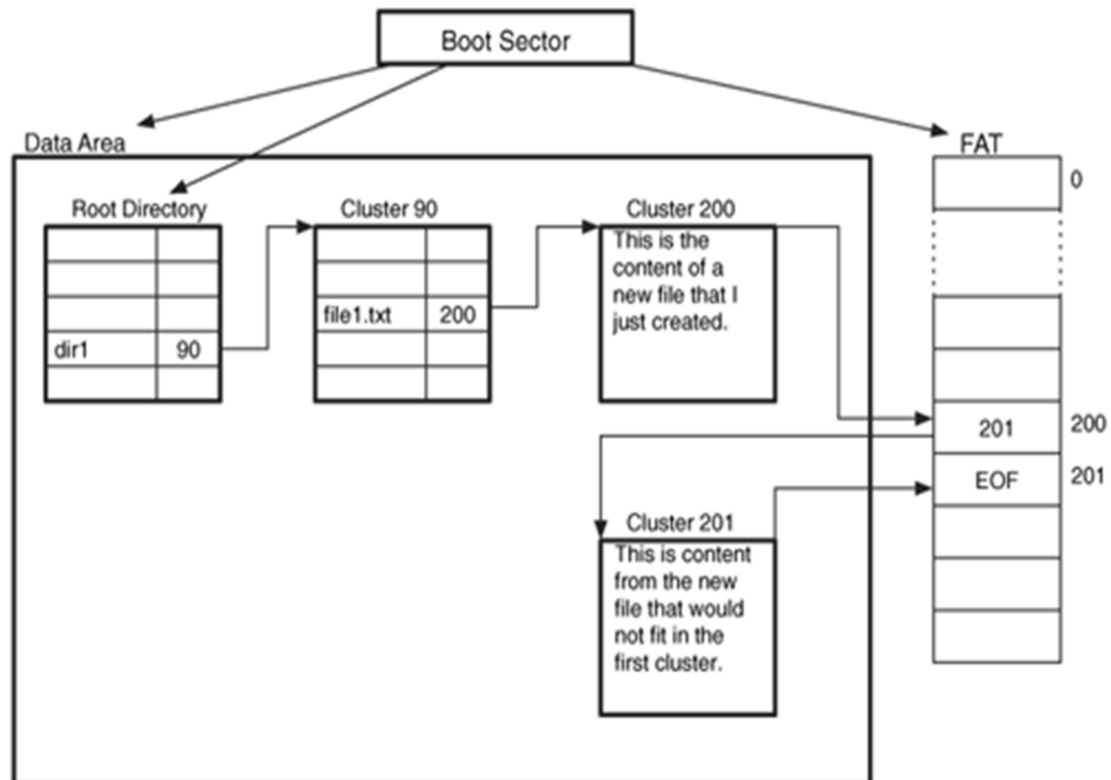 Boot Sector
Data Area
FAT
0
Root Directory
Cluster 90
Cluster 200
dir1 90
file1.txt 200
This is the
content of a
new file that I
just created.
201
200
EOF
201
Cluster 201
This is content
from the new
file that would
not fit in the
first cluster.